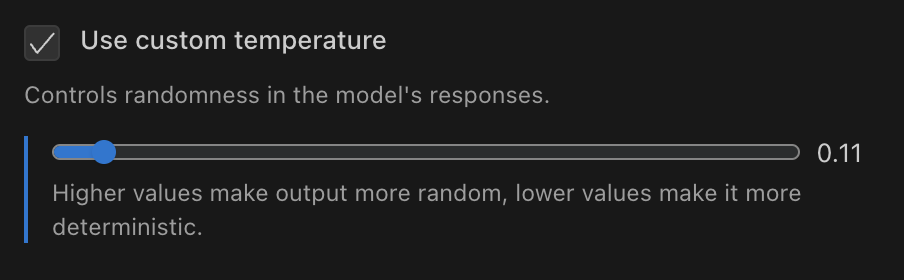 Use custom temperature
Controls randomness in the model's responses.
0.11
Higher values make output more random, lower values make it more
deterministic.